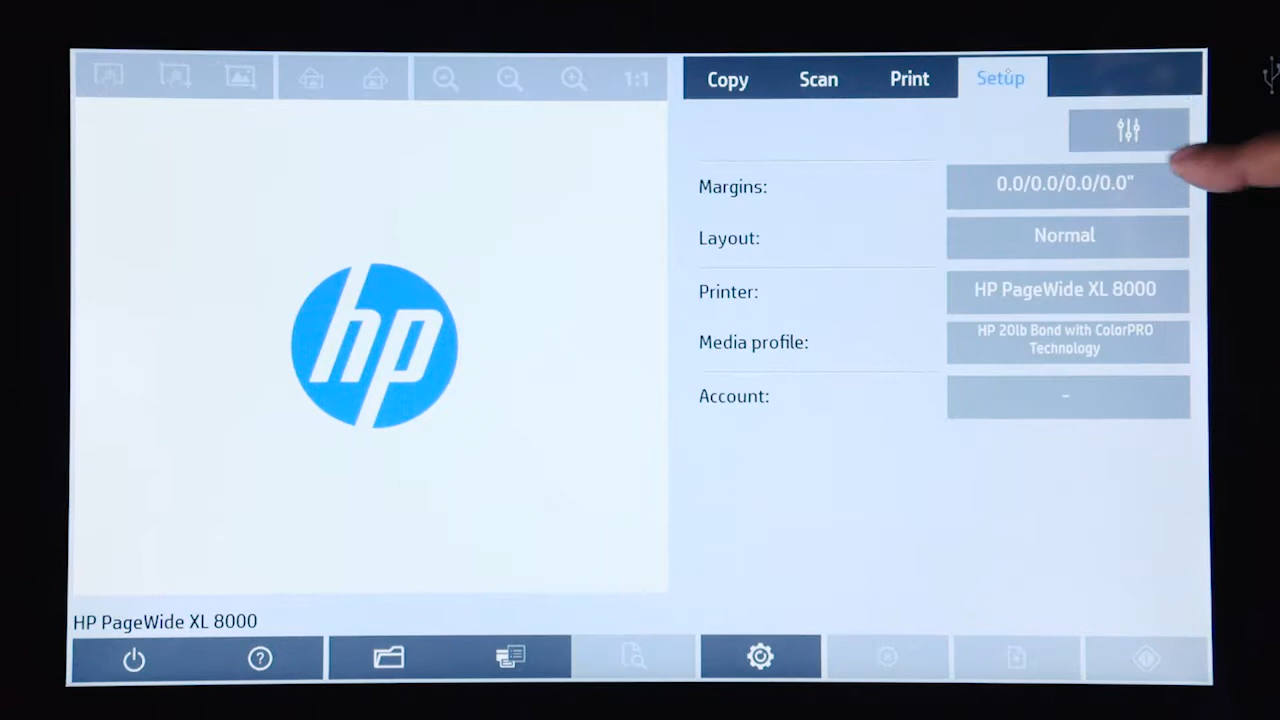 1:1
Copy
Scan
Print
Setup
Margins:
0.0/0.0/0.0/0.0"
Layout:
Normal
Printer:
HP PageWide XL 8000
Media profile:
HP 20lb Bond with ColorPRO
Technology
Account:
-
hp
HP PageWide XL 8000
?